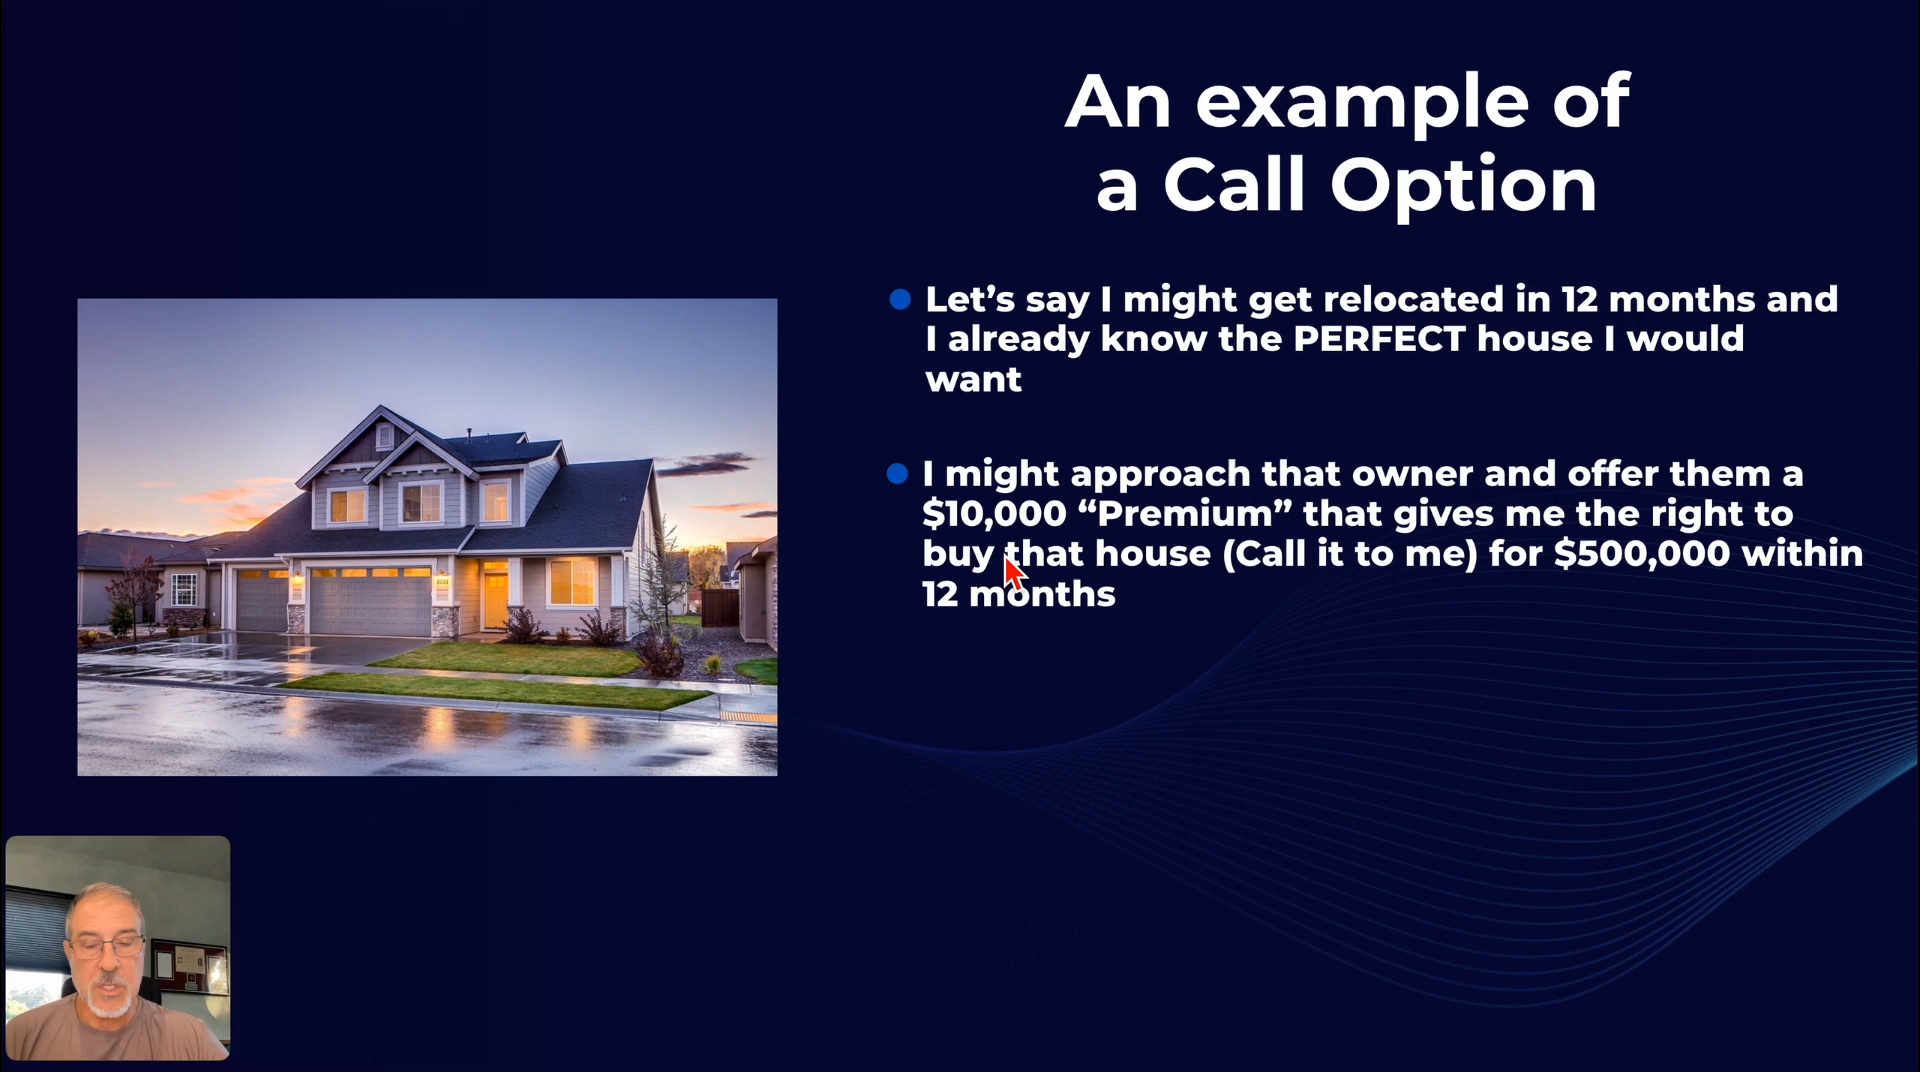 An example of
a Call Option
Let’s say I might get relocated in 12 months and
I already know the PERFECT house I would
want
I might approach that owner and offer them a
$10,000 “Premium” that gives me the right to
buy that house (Call it to me) for $500,000 within
12 months